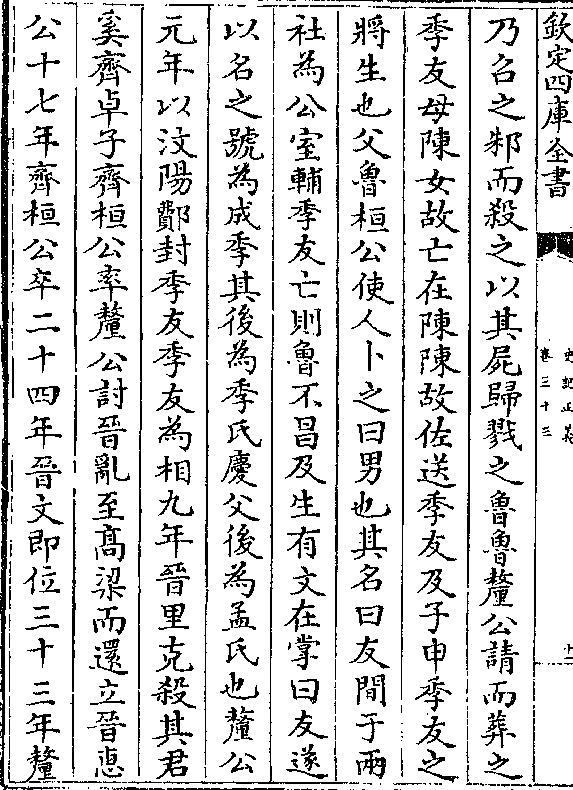 欽定四庫全書
史記正義
卷三十三
十一
乃召之邾而殺之以其屍歸戮之魯魯釐公請而葬之
季友母陳女故亡在陳陳故佐送季友及子申季友之
將生也父魯桓公使人卜之曰男也其名曰友間于兩
社為公室輔季友亡則魯不昌及生有文在掌曰友遂
以名之號為成季其後為季氏慶父後為孟氏也釐公
元年以汶陽鄪封季友季友為相九年晉里克殺其君
奚齊卓子齊桓公率釐公討晉亂至髙梁而還立晉惠
公十七年齊桓公卒二十四年晉文即位三十三年釐